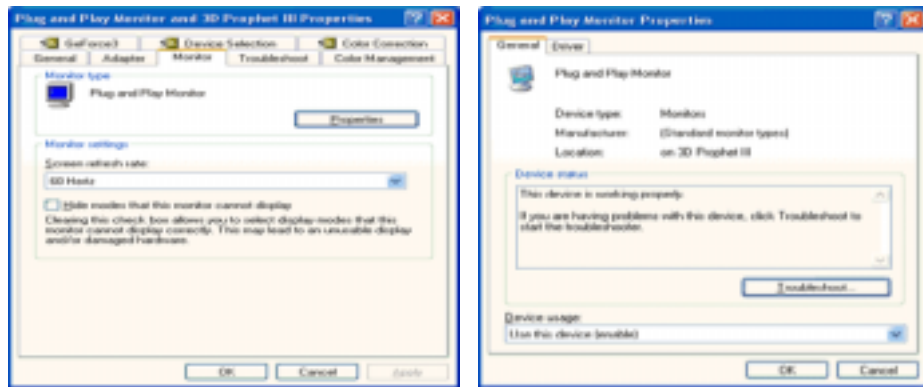 Plug and Play Monitor and 3D Prophet III Properties
GeForce3 Device Selection Color Correction
General Adapter Monitor Troubleshoot Color Management
Monitor type
Plug and Play Monitor
Properties
Monitor settings
Screen refresh rate:
60 Hertz
Hide modes that this monitor cannot display
Clearing this check box allows you to select display modes that this
monitor cannot display correctly. This may lead to an unusable display
and/or damaged hardware.
OK Cancel Apply
Plug and Play Monitor Properties
General Driver
Plug and Play Monitor
Device type: Monitors
Manufacturer: (Standard monitor types)
Location: on 3D Prophet III
Device status
This device is working properly.
If you are having problems with this device, click Troubleshoot to
start the troubleshooter.
Troubleshoot...
Device usage:
Use this device (enable)
OK Cancel